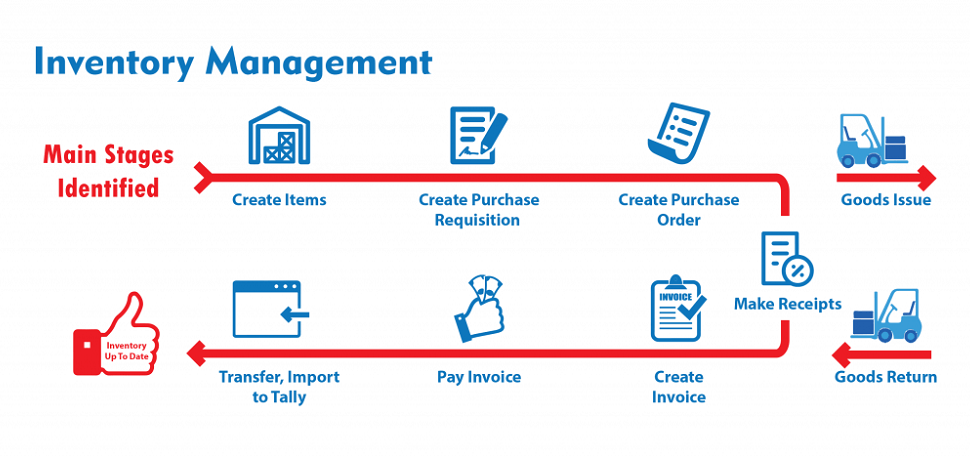 Inventory Management
Main Stages
Identified
Create Items
Create Purchase
Requisition
Create Purchase
Order
Goods Issue
Make Receipts
INVOICE
Inventory
Up To Date
Transfer, Import
to Tally
Pay Invoice
Create
Invoice
Goods Return